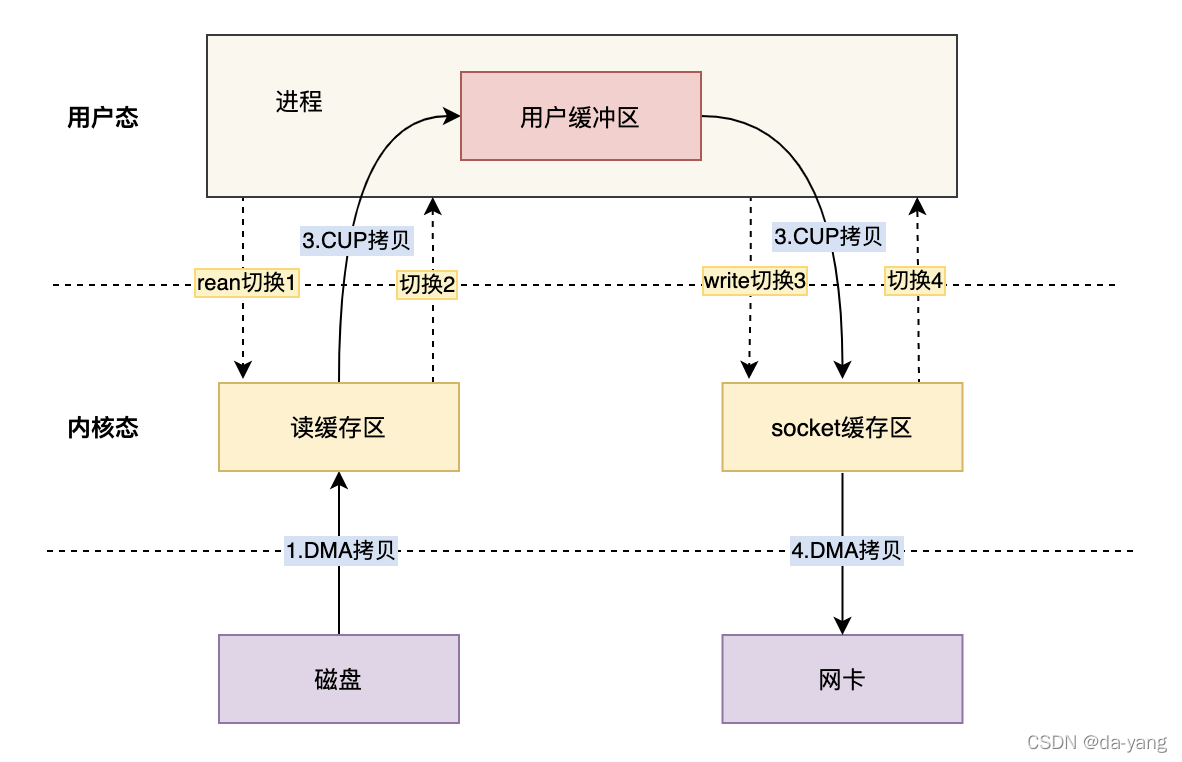 进程
用户缓冲区
用户态
3.CUP拷贝
3.CUP拷贝
rean切换1
切换2
write切换3
切换4
内核态
读缓存区
socket缓存区
1.DMA拷贝
4.DMA拷贝
磁盘
网卡
CSDN @da-yang